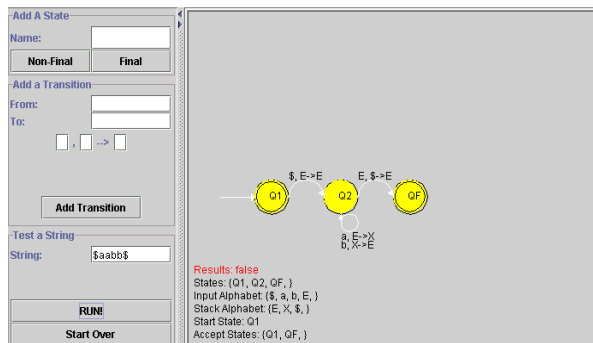 Add A State
Name:
Non-Final Final
Add a Transition
From:
To:
, -->
Add Transition
Test a String
String: $aabb$
RUN!
Start Over
$, E->E E, $->E
Q1 Q2 QF
a, E->X
b, X->E
Results: false
States: {Q1, Q2, QF, }
Input Alphabet: {$, a, b, E, }
Stack Alphabet: {E, X, $, }
Start State: Q1
Accept States: {Q1, QF, }